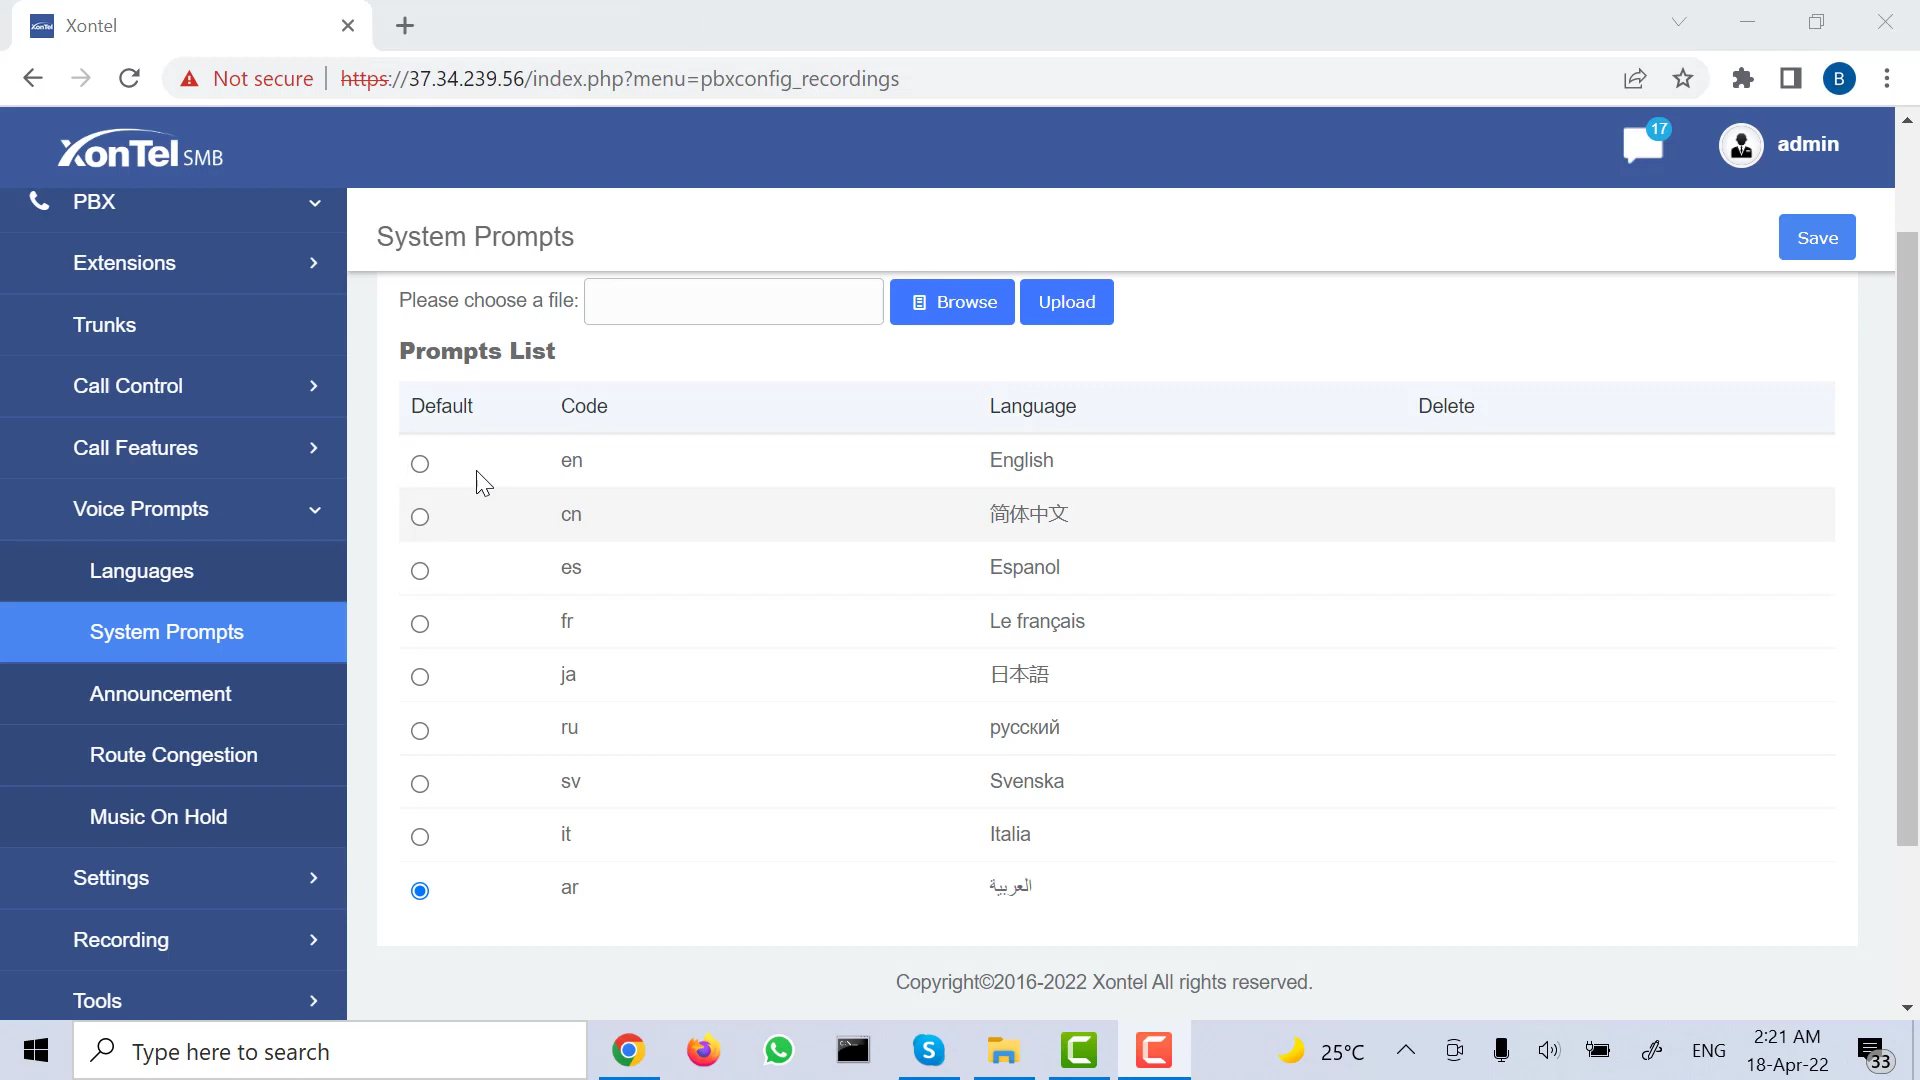 Xontel
Not secure https://37.34.239.56/index.php?menu=pbxconfig_recordings
B
XonTel SMB
17
admin
PBX
Extensions
Trunks
Call Control
Call Features
Voice Prompts
Languages
System Prompts
Announcement
Route Congestion
Music On Hold
Settings
Recording
Tools
System Prompts
Save
Please choose a file: Browse Upload
Prompts List
Default Code Language Delete
en English
cn 简体中文
es Espanol
fr Le français
ja 日本語
ru русский
sv Svenska
it Italia
ar العربية
Copyright©2016-2022 Xontel All rights reserved.
Type here to search
25°C
ENG
2:21 AM
18-Apr-22
33